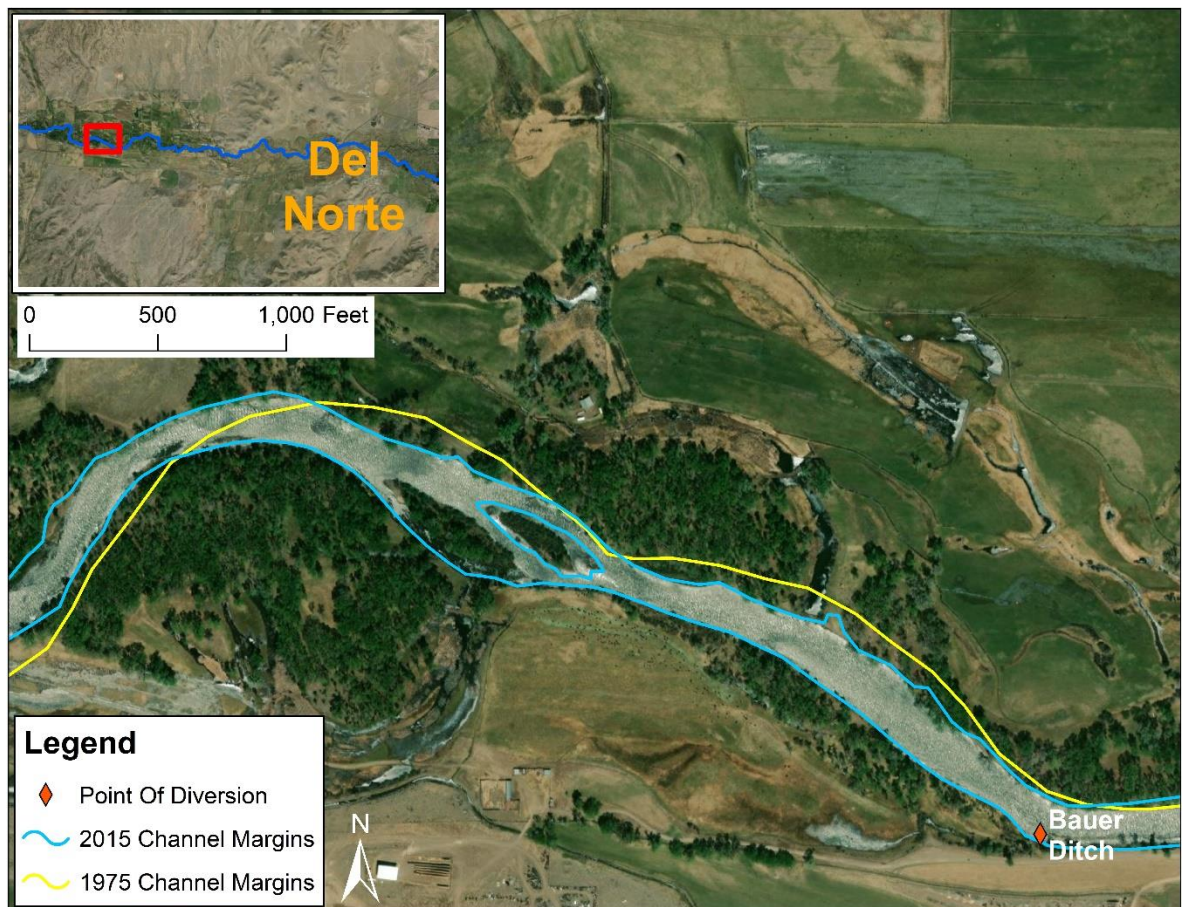 Del
Norte
0 500 1,000 Feet
Legend
Point Of Diversion
2015 Channel Margins
1975 Channel Margins
N
Bauer
Ditch